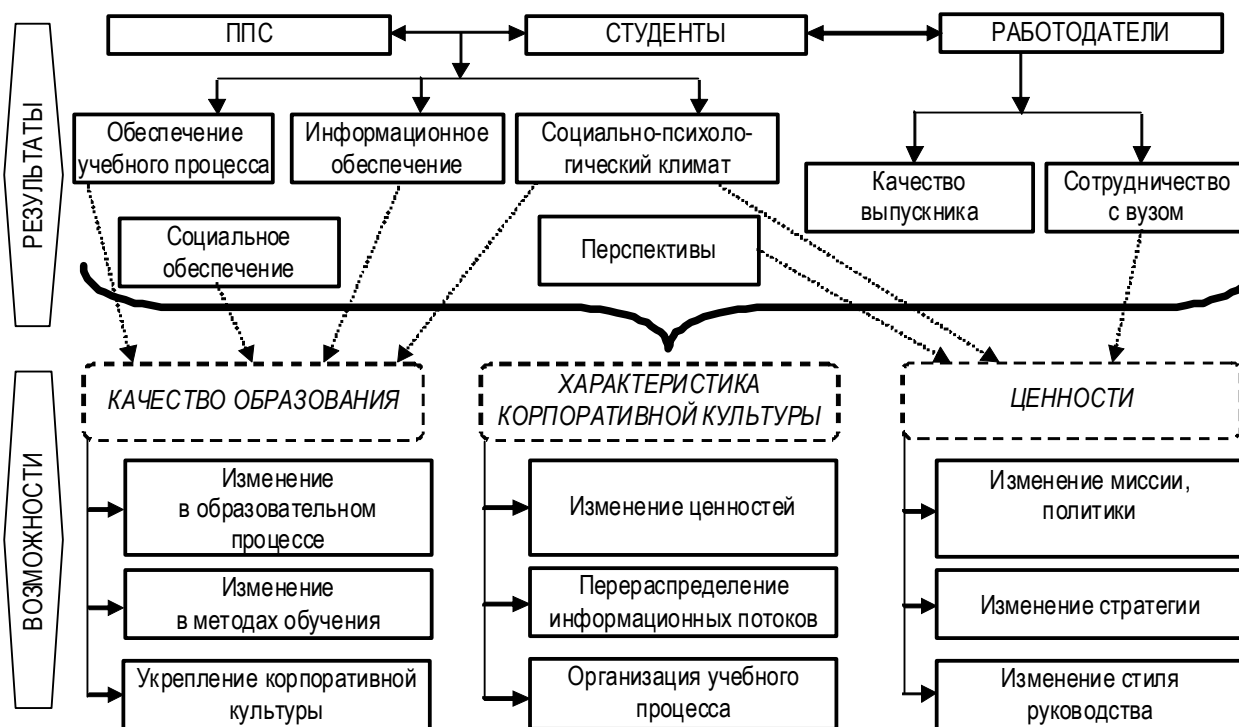 РЕЗУЛЬТАТЫ
ППС
СТУДЕНТЫ
РАБОТОДАТЕЛИ
Обеспечение
учебного процесса
Информационное
обеспечение
Социально-психоло-
гический климат
Качество
выпускника
Сотрудничество
с вузом
Социальное
обеспечение
Перспективы
ВОЗМОЖНОСТИ
КАЧЕСТВО ОБРАЗОВАНИЯ
ХАРАКТЕРИСТИКА
КОРПОРАТИВНОЙ КУЛЬТУРЫ
ЦЕННОСТИ
Изменение
в образовательном
процессе
Изменение ценностей
Изменение миссии,
политики
Изменение
в методах обучения
Перераспределение
информационных потоков
Изменение стратегии
Укрепление корпоративной
культуры
Организация учебного
процесса
Изменение стиля
руководства